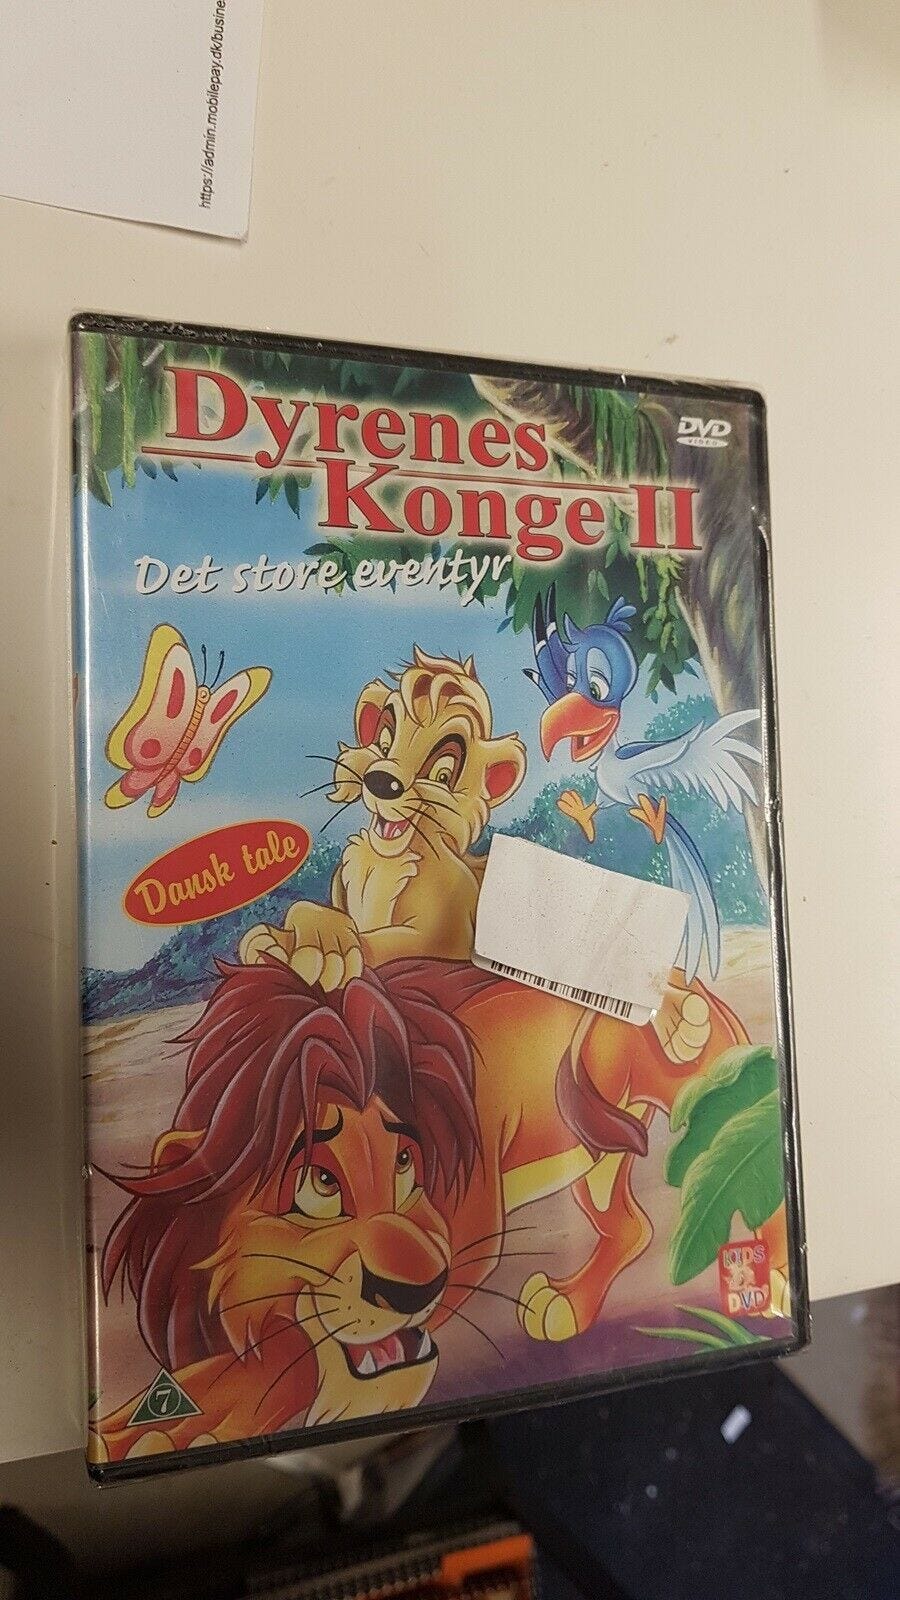 https://admin.mobilepay.dk/busine
Dyrenes
Konge II
DVD
VIDEO
Det store eventyr
Dansk tale
KIDS
DVD
7